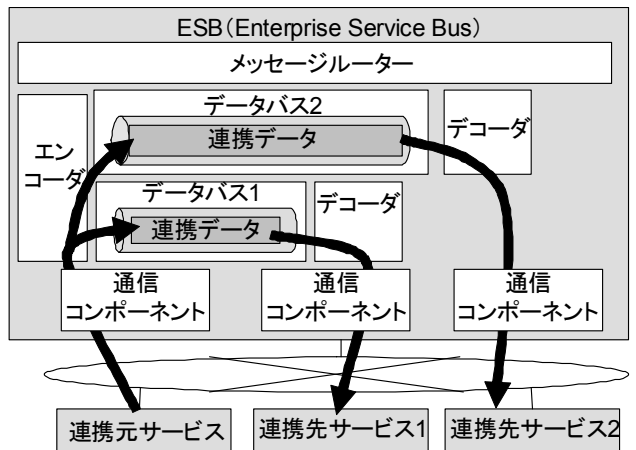 ESB(Enterprise Service Bus)
メッセージルーター
データバス2
連携データ
デコーダ
エン
コーダ
データバス1
連携データ
デコーダ
通信
コンポーネント
通信
コンポーネント
通信
コンポーネント
連携元サービス
連携先サービス1
連携先サービス2